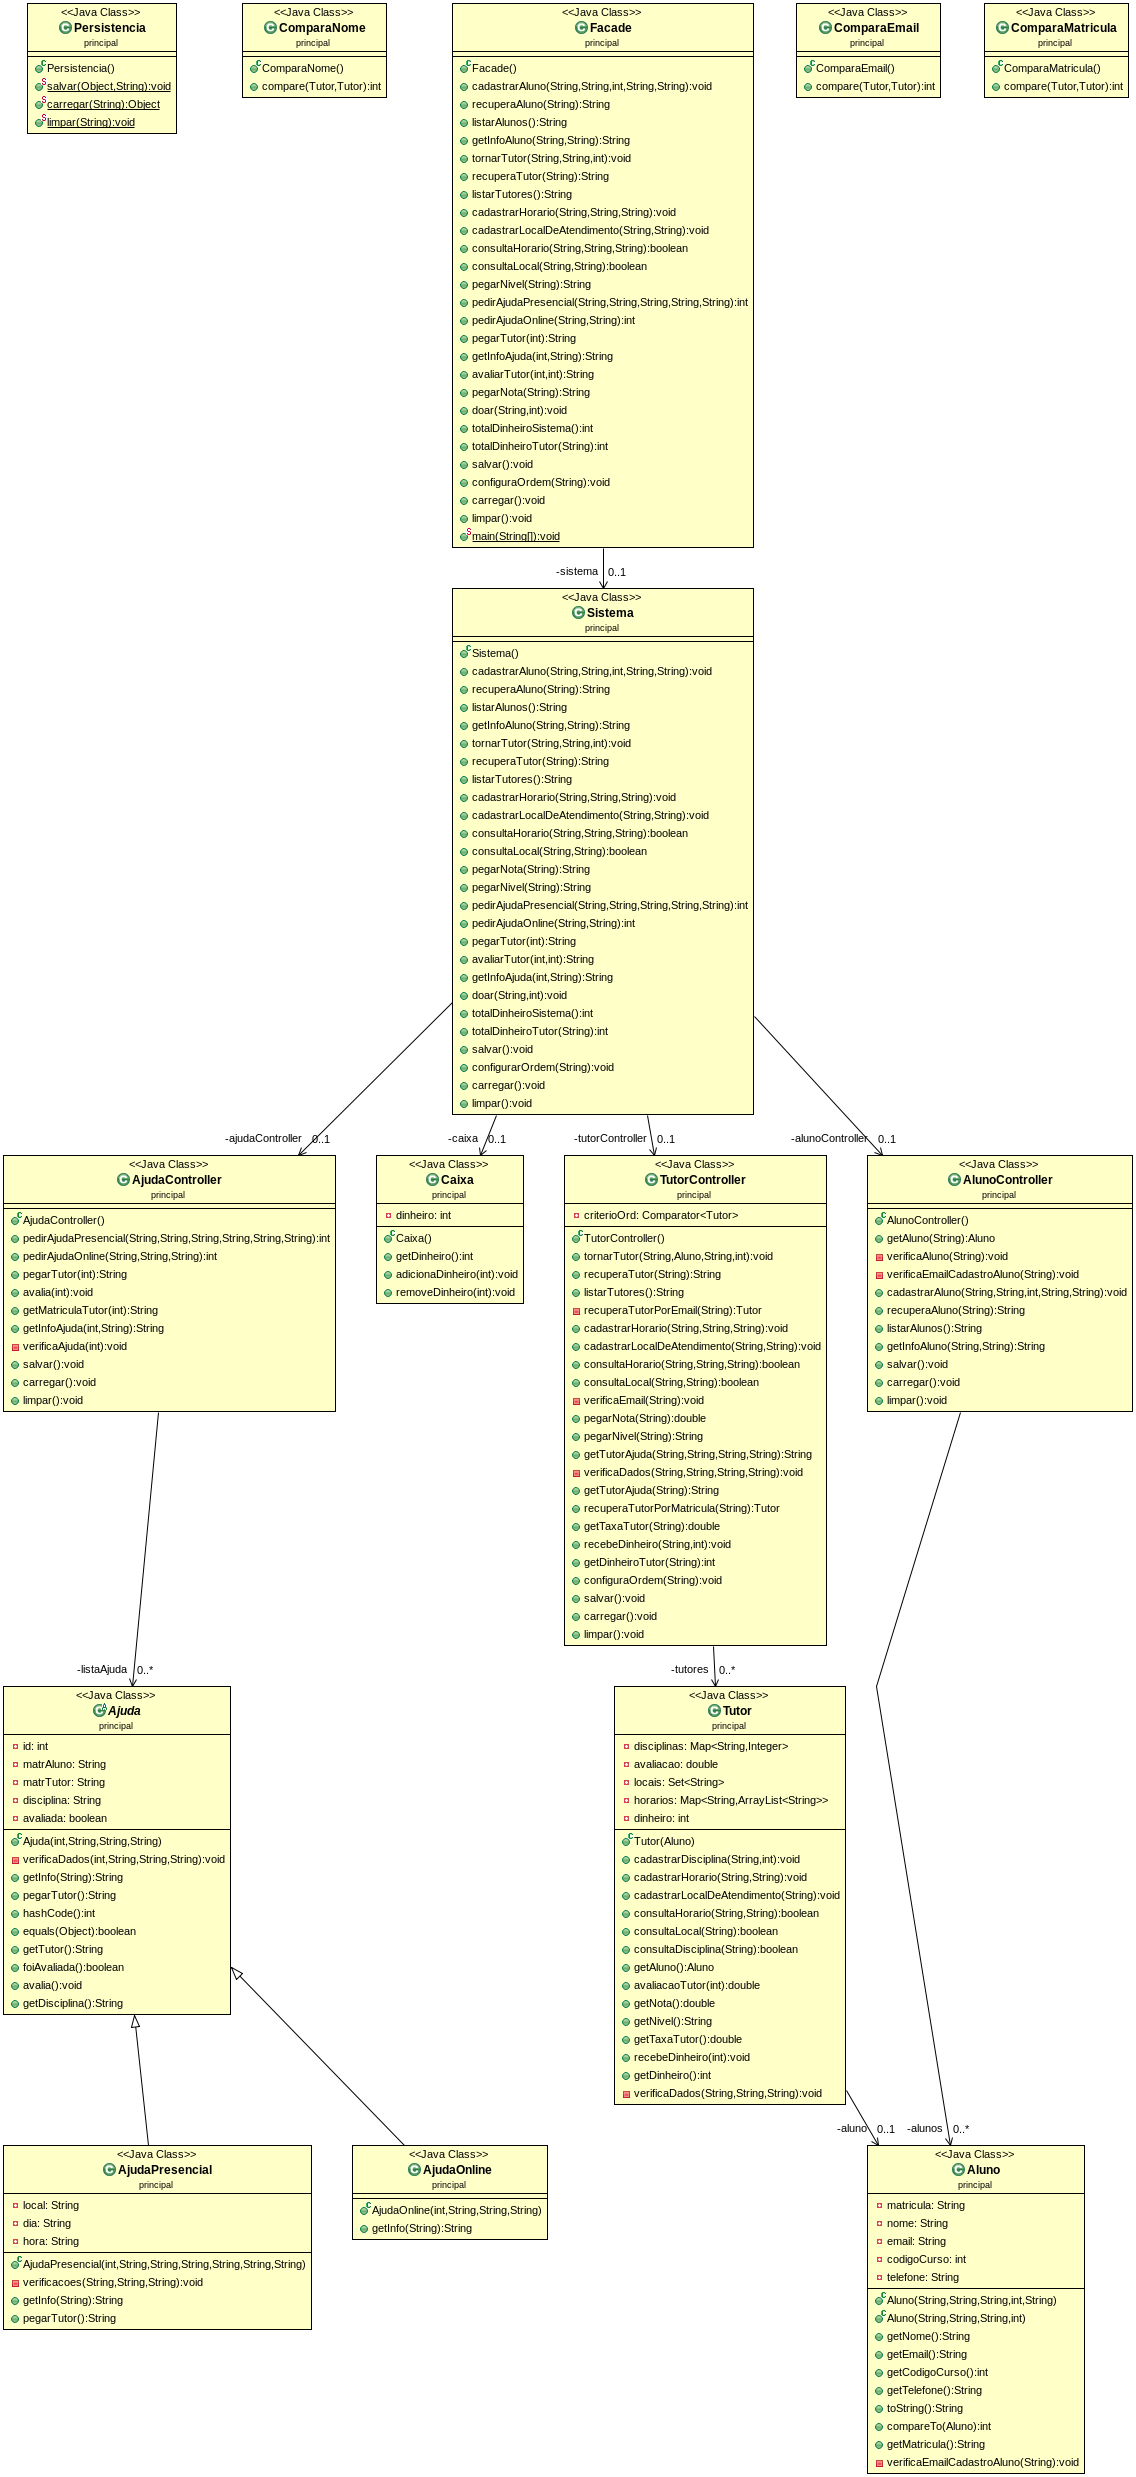 <<Java Class>>
Persistencia
principal
Persistencia()
salvar(Object,String):void
carregar(String):Object
limpar(String):void
<<Java Class>>
ComparaNome
principal
ComparaNome()
compare(Tutor,Tutor):int
<<Java Class>>
Facade
principal
Facade()
cadastrarAluno(String,String,int,String,String):void
recuperaAluno(String):String
listarAlunos():String
getInfoAluno(String,String):String
tornarTutor(String,String,int):void
recuperaTutor(String):String
listarTutores():String
cadastrarHorario(String,String,String):void
cadastrarLocalDeAtendimento(String,String):void
consultaHorario(String,String,String):boolean
consultaLocal(String,String):boolean
pegarNivel(String):String
pedirAjudaPresencial(String,String,String,String,String):int
pedirAjudaOnline(String,String):int
pegarTutor(int):String
getInfoAjuda(int,String):String
avaliarTutor(int,int):String
pegarNota(String):String
doar(String,int):void
totalDinheiroSistema():int
totalDinheiroTutor(String):int
salvar():void
configuraOrdem(String):void
carregar():void
limpar():void
main(String[]):void
<<Java Class>>
ComparaEmail
principal
ComparaEmail()
compare(Tutor,Tutor):int
<<Java Class>>
ComparaMatricula
principal
ComparaMatricula()
compare(Tutor,Tutor):int
-sistema 0..1
<<Java Class>>
Sistema
principal
Sistema()
cadastrarAluno(String,String,int,String,String):void
recuperaAluno(String):String
listarAlunos():String
getInfoAluno(String,String):String
tornarTutor(String,String,int):void
recuperaTutor(String):String
listarTutores():String
cadastrarHorario(String,String,String):void
cadastrarLocalDeAtendimento(String,String):void
consultaHorario(String,String,String):boolean
consultaLocal(String,String):boolean
pegarNota(String):String
pegarNivel(String):String
pedirAjudaPresencial(String,String,String,String,String):int
pedirAjudaOnline(String,String):int
pegarTutor(int):String
avaliarTutor(int,int):String
getInfoAjuda(int,String):String
doar(String,int):void
totalDinheiroSistema():int
totalDinheiroTutor(String):int
salvar():void
configurarOrdem(String):void
carregar():void
limpar():void
-ajudaController 0..1
-caixa 0..1
-tutorController 0..1
-alunoController 0..1
<<Java Class>>
AjudaController
principal
AjudaController()
pedirAjudaPresencial(String,String,String,String,String,String):int
pedirAjudaOnline(String,String,String):int
pegarTutor(int):String
avalia(int):void
getMatriculaTutor(int):String
getInfoAjuda(int,String):String
verificaAjuda(int):void
salvar():void
carregar():void
limpar():void
<<Java Class>>
Caixa
principal
dinheiro: int
Caixa()
getDinheiro():int
adicionaDinheiro(int):void
removeDinheiro(int):void
<<Java Class>>
TutorController
principal
criterioOrd: Comparator<Tutor>
TutorController()
tornarTutor(String,Aluno,String,int):void
recuperaTutor(String):String
listarTutores():String
recuperaTutorPorEmail(String):Tutor
cadastrarHorario(String,String,String):void
cadastrarLocalDeAtendimento(String,String):void
consultaHorario(String,String,String):boolean
consultaLocal(String,String):boolean
verificaEmail(String):void
pegarNota(String):double
pegarNivel(String):String
getTutorAjuda(String,String,String,String):String
verificaDados(String,String,String,String):void
getTutorAjuda(String):String
recuperaTutorPorMatricula(String):Tutor
getTaxaTutor(String):double
recebeDinheiro(String,int):void
getDinheiroTutor(String):int
configuraOrdem(String):void
salvar():void
carregar():void
limpar():void
<<Java Class>>
AlunoController
principal
AlunoController()
getAluno(String):Aluno
verificaAluno(String):void
verificaEmailCadastroAluno(String):void
cadastrarAluno(String,String,int,String,String):void
recuperaAluno(String):String
listarAlunos():String
getInfoAluno(String,String):String
salvar():void
carregar():void
limpar():void
-listaAjuda 0..*
-tutores 0..*
<<Java Class>>
Ajuda
principal
id: int
matrAluno: String
matrTutor: String
disciplina: String
avaliada: boolean
Ajuda(int,String,String,String)
verificaDados(int,String,String,String):void
getInfo(String):String
pegarTutor():String
hashCode():int
equals(Object):boolean
getTutor():String
foiAvaliada():boolean
avalia():void
getDisciplina():String
<<Java Class>>
Tutor
principal
disciplinas: Map<String,Integer>
avaliacao: double
locais: Set<String>
horarios: Map<String,ArrayList<String>>
dinheiro: int
Tutor(Aluno)
cadastrarDisciplina(String,int):void
cadastrarHorario(String,String):void
cadastrarLocalDeAtendimento(String):void
consultaHorario(String,String):boolean
consultaLocal(String):boolean
consultaDisciplina(String):boolean
getAluno():Aluno
avaliacaoTutor(int):double
getNota():double
getNivel():String
getTaxaTutor():double
recebeDinheiro(int):void
getDinheiro():int
verificaDados(String,String,String):void
-aluno 0..1
-alunos 0..*
<<Java Class>>
AjudaPresencial
principal
local: String
dia: String
hora: String
AjudaPresencial(int,String,String,String,String,String,String)
verificacoes(String,String,String):void
getInfo(String):String
pegarTutor():String
<<Java Class>>
AjudaOnline
principal
AjudaOnline(int,String,String,String)
getInfo(String):String
<<Java Class>>
Aluno
principal
matricula: String
nome: String
email: String
codigoCurso: int
telefone: String
Aluno(String,String,String,int,String)
Aluno(String,String,String,int)
getNome():String
getEmail():String
getCodigoCurso():int
getTelefone():String
toString():String
compareTo(Aluno):int
getMatricula():String
verificaEmailCadastroAluno(String):void